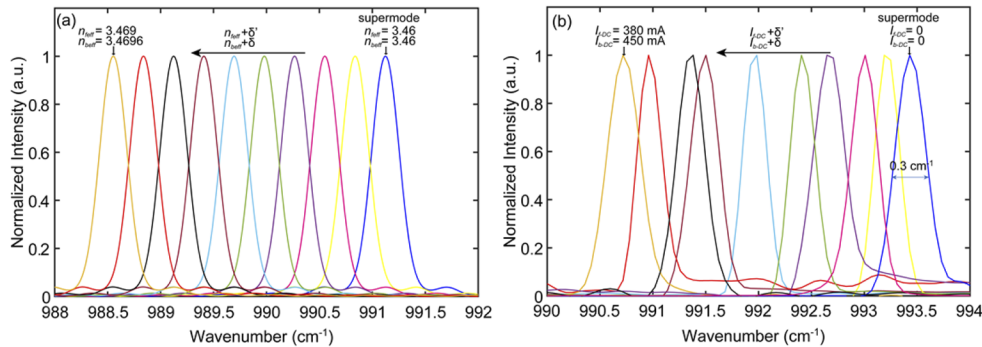 (a)
supermode
n_feff = 3.469
n_beff = 3.4696
n_feff+δ'
n_beff+δ
n_feff = 3.46
n_beff = 3.46
Normalized Intensity (a.u.)
1
0.8
0.6
0.4
0.2
0
988 988.5 989 989.5 990 990.5 991 991.5 992
Wavenumber (cm⁻¹)
(b)
supermode
I_f-DC = 380 mA
I_b-DC = 450 mA
I_f-DC+δ'
I_b-DC+δ
I_f-DC = 0
I_b-DC = 0
0.3 cm⁻¹
Normalized Intensity (a.u.)
1
0.8
0.6
0.4
0.2
0
990 990.5 991 991.5 992 992.5 993 993.5 994
Wavenumber (cm⁻¹)